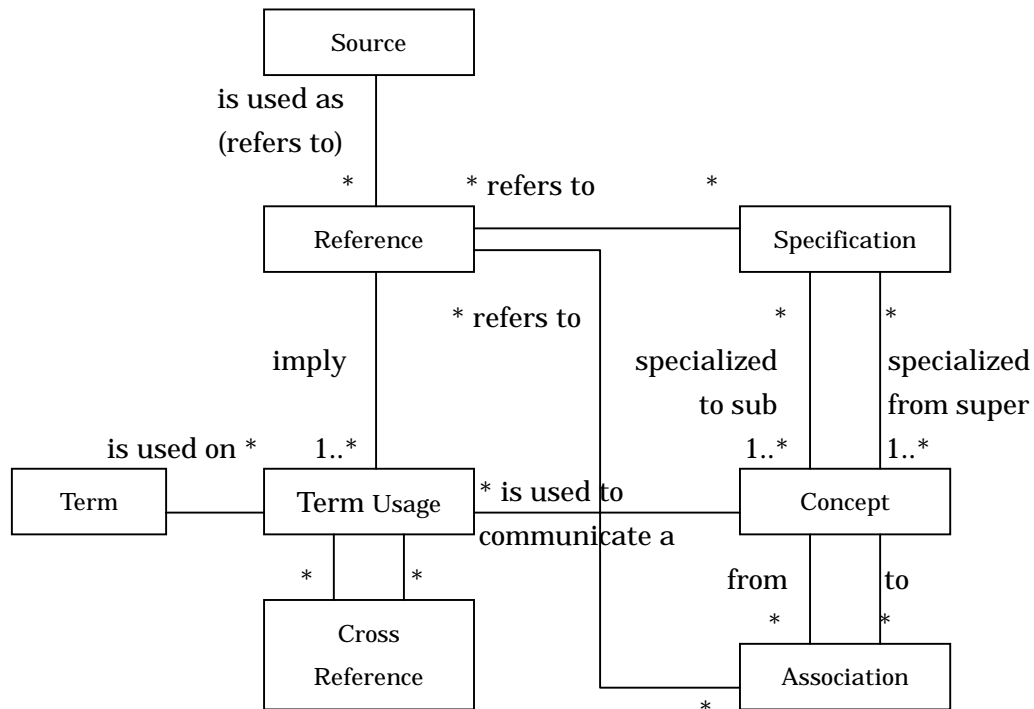 Source
is used as
(refers to)
* * refers to *
Reference Specification
* refers to * *
imply specialized specialized
to sub from super
is used on * 1..* 1..* 1..*
Term Term Usage * is used to Concept
communicate a
* * from to
* *
Cross
Reference Association
*